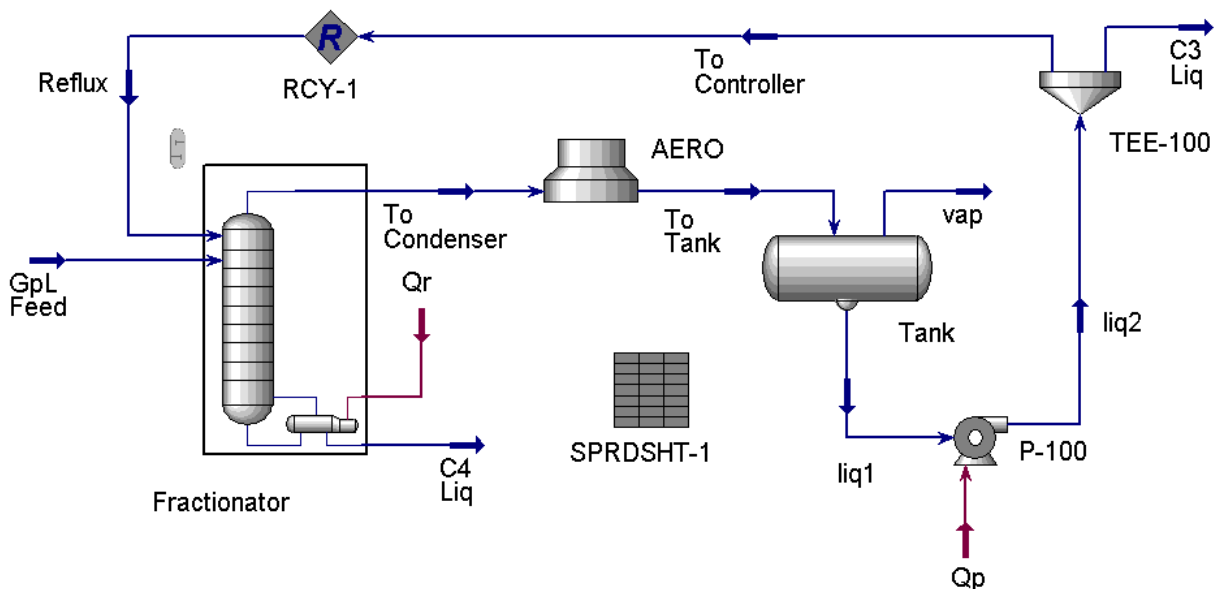 R
C3
Liq
To
Controller
Reflux
RCY-1
TEE-100
AERO
vap
To
Condenser
To
Tank
GpL
Feed
Qr
Tank
liq2
SPRDSHT-1
P-100
C4
Liq
liq1
Fractionator
Qp